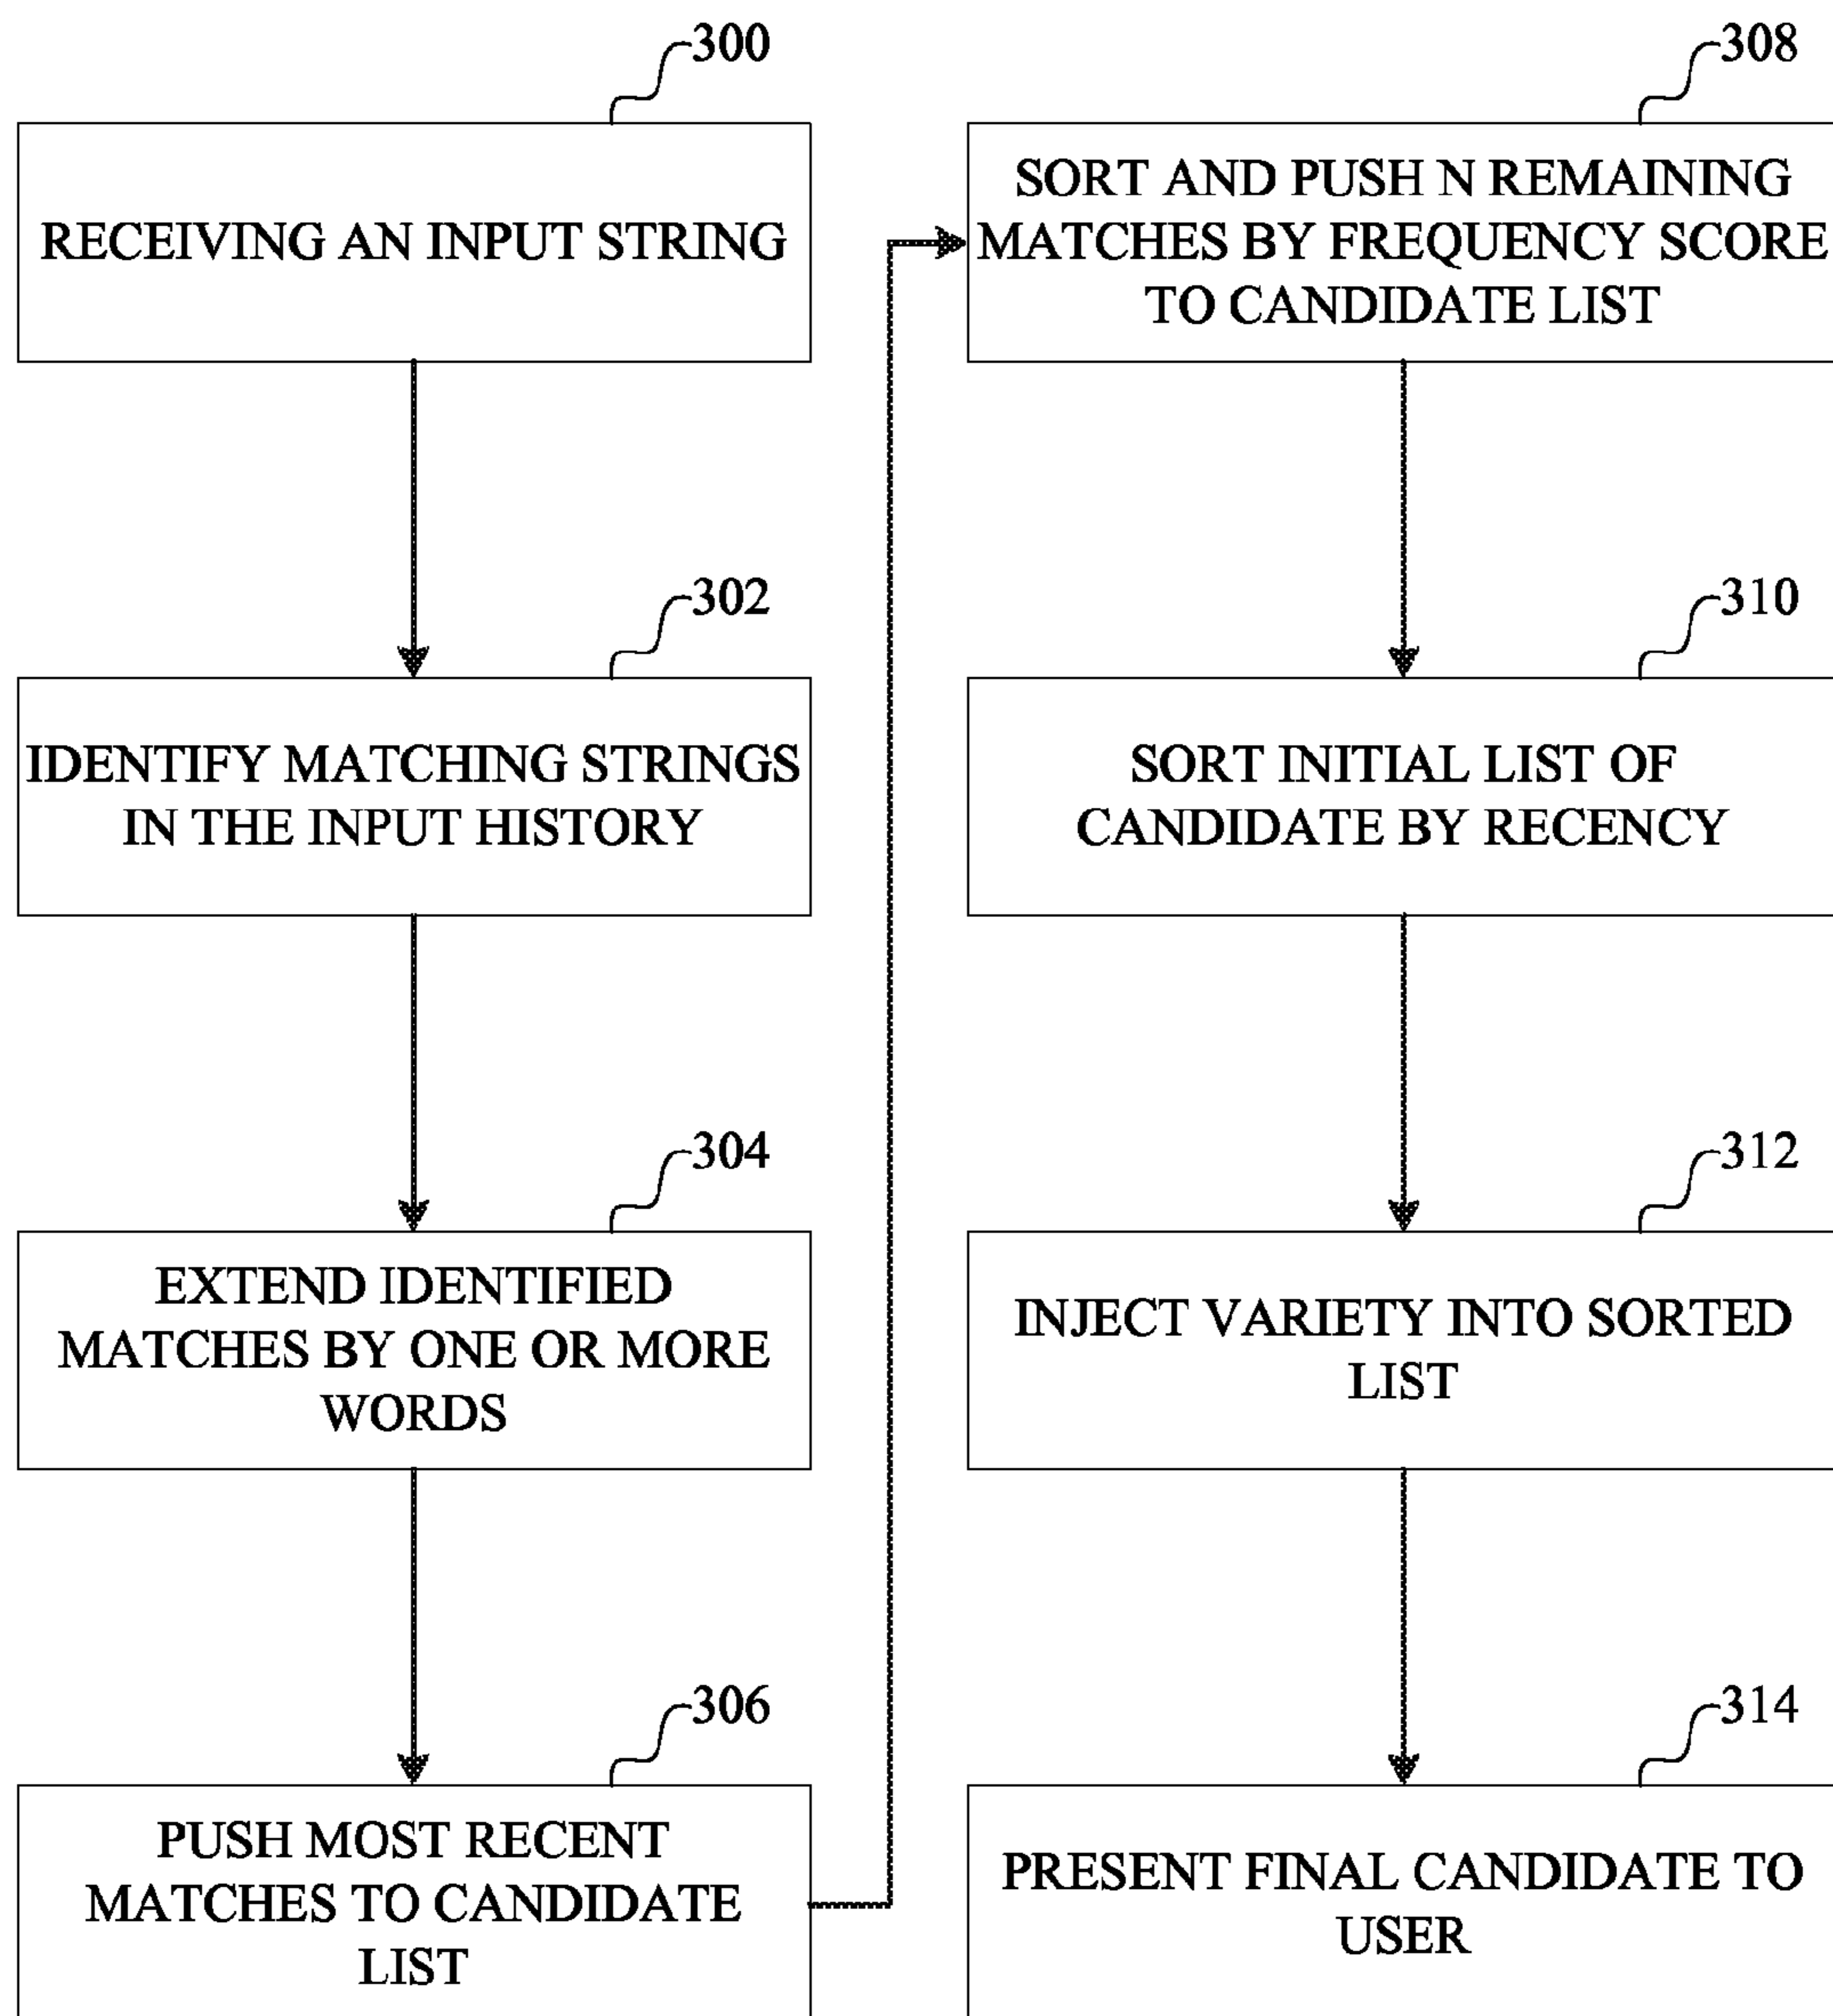 300
RECEIVING AN INPUT STRING
302
IDENTIFY MATCHING STRINGS
IN THE INPUT HISTORY
304
EXTEND IDENTIFIED
MATCHES BY ONE OR MORE
WORDS
306
PUSH MOST RECENT
MATCHES TO CANDIDATE
LIST
308
SORT AND PUSH N REMAINING
MATCHES BY FREQUENCY SCORE
TO CANDIDATE LIST
310
SORT INITIAL LIST OF
CANDIDATE BY RECENCY
312
INJECT VARIETY INTO SORTED
LIST
314
PRESENT FINAL CANDIDATE TO
USER